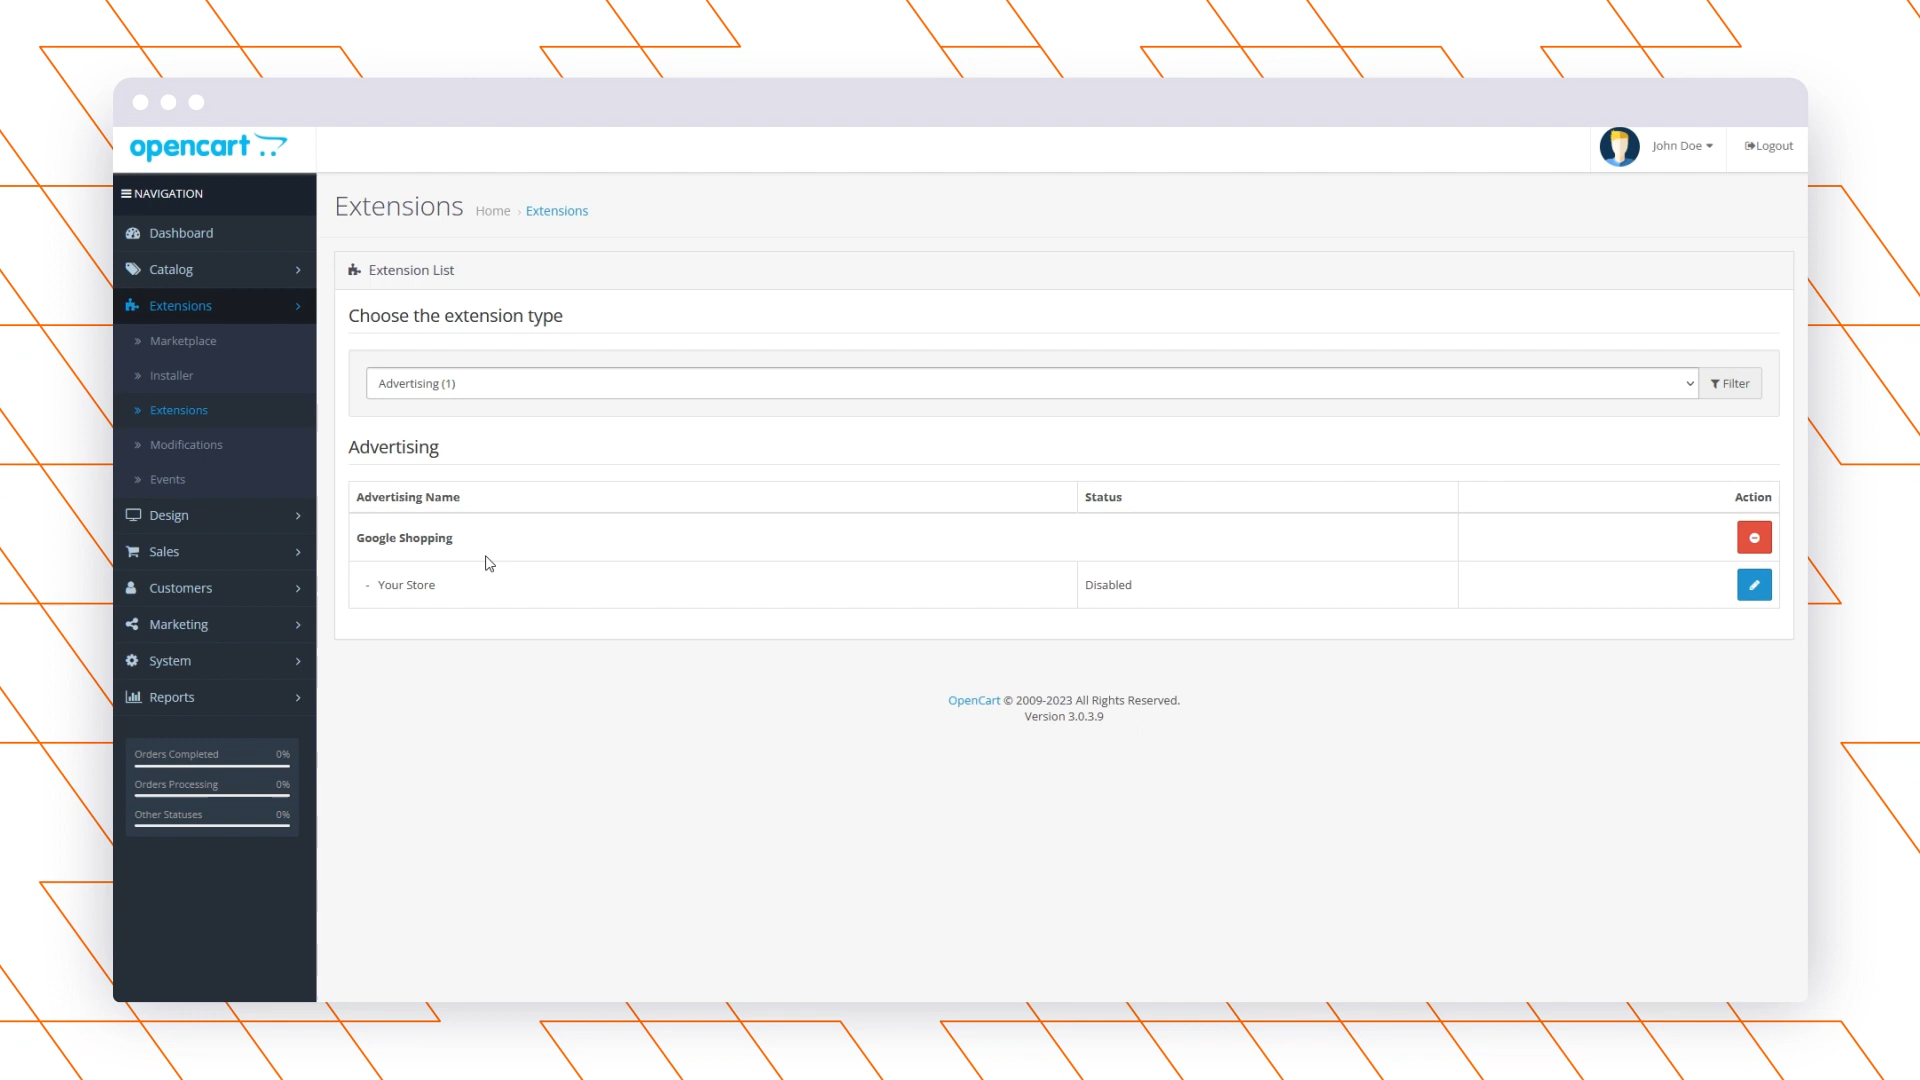 opencart
John Doe
Logout
NAVIGATION
Extensions
Home › Extensions
Dashboard
Catalog
Extensions
Marketplace
Installer
Extensions
Modifications
Events
Design
Sales
Customers
Marketing
System
Reports
Orders Completed 0%
Orders Processing 0%
Other Statuses 0%
Extension List
Choose the extension type
Advertising (1)
Filter
Advertising
Advertising Name Status Action
Google Shopping
- Your Store Disabled
OpenCart © 2009-2023 All Rights Reserved.
Version 3.0.3.9